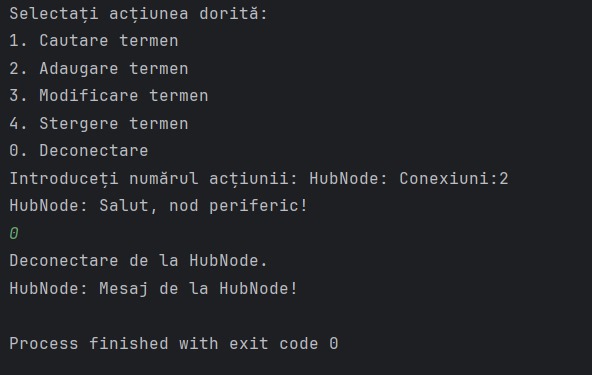 Selectați acțiunea dorită:
1. Cautare termen
2. Adaugare termen
3. Modificare termen
4. Stergere termen
0. Deconectare
Introduceți numărul acțiunii: HubNode: Conexiuni:2
HubNode: Salut, nod periferic!
0
Deconectare de la HubNode.
HubNode: Mesaj de la HubNode!
Process finished with exit code 0